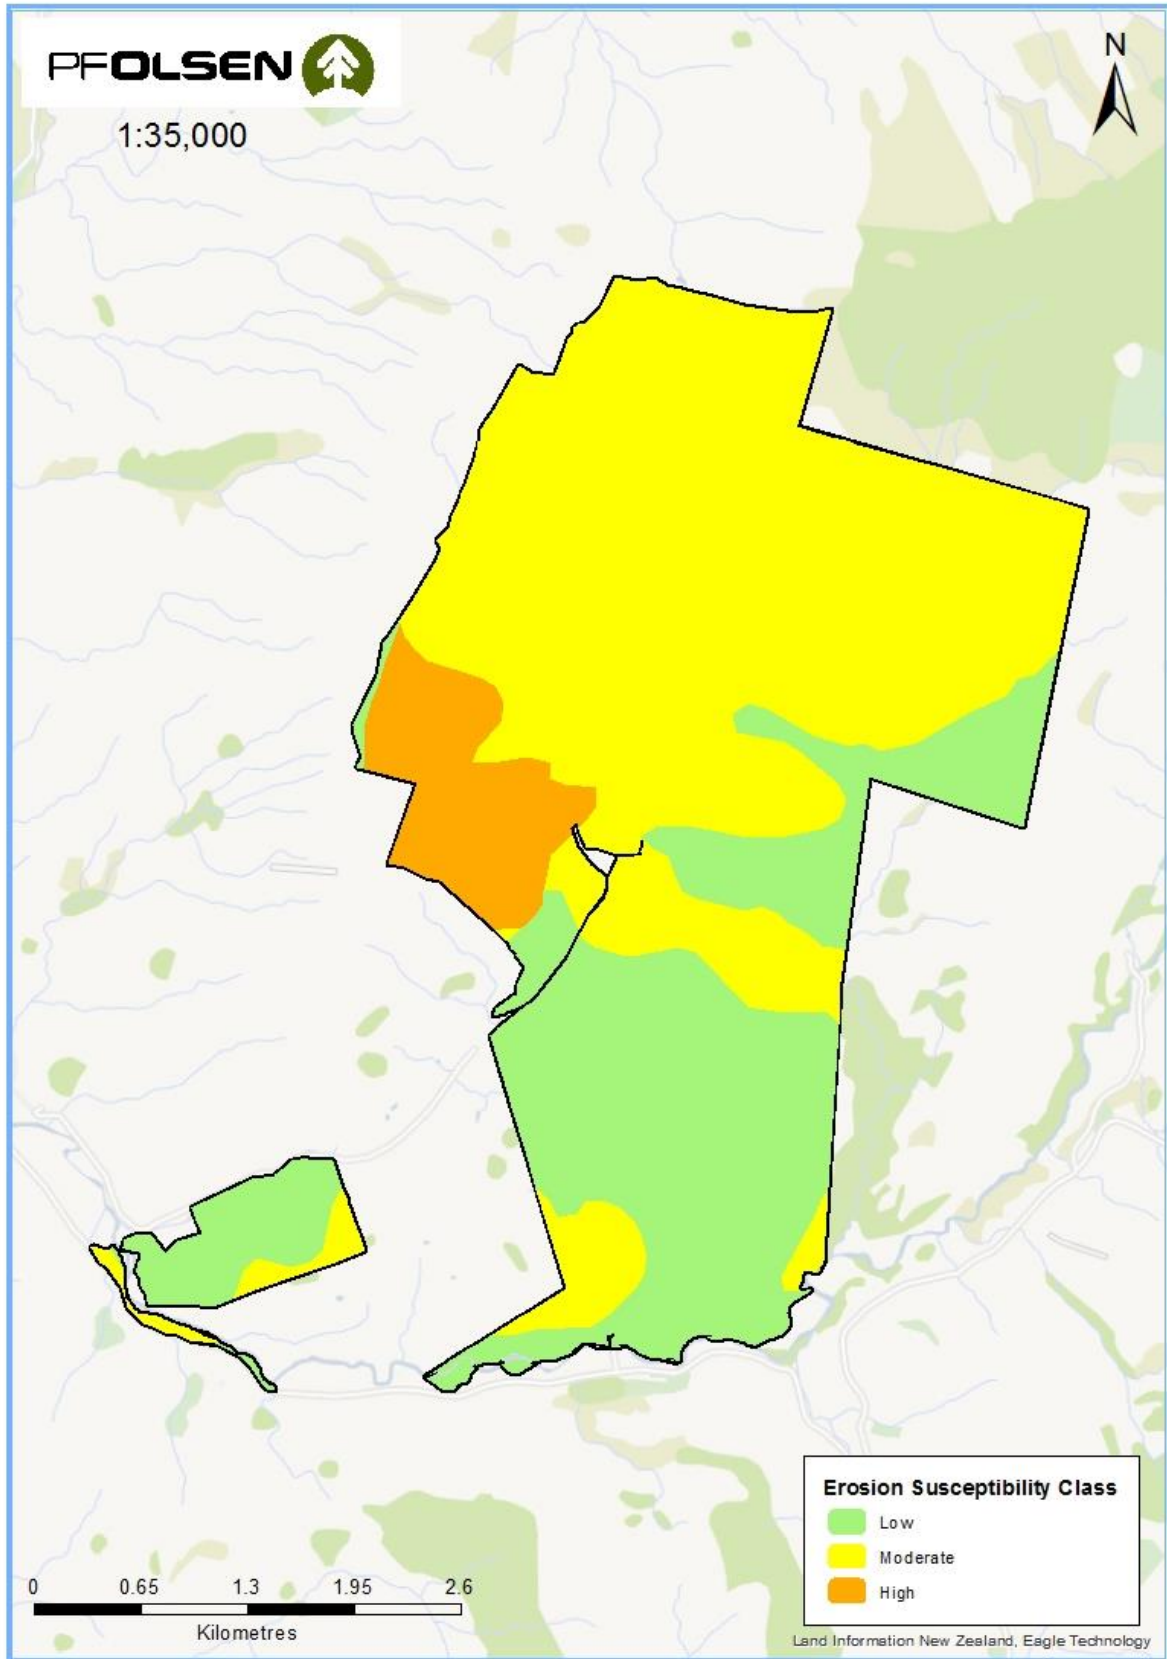 PFOLSEN
1:35,000
N
Erosion Susceptibility Class
Low
Moderate
High
0 0.65 1.3 1.95 2.6
Kilometres
Land Information New Zealand, Eagle Technology